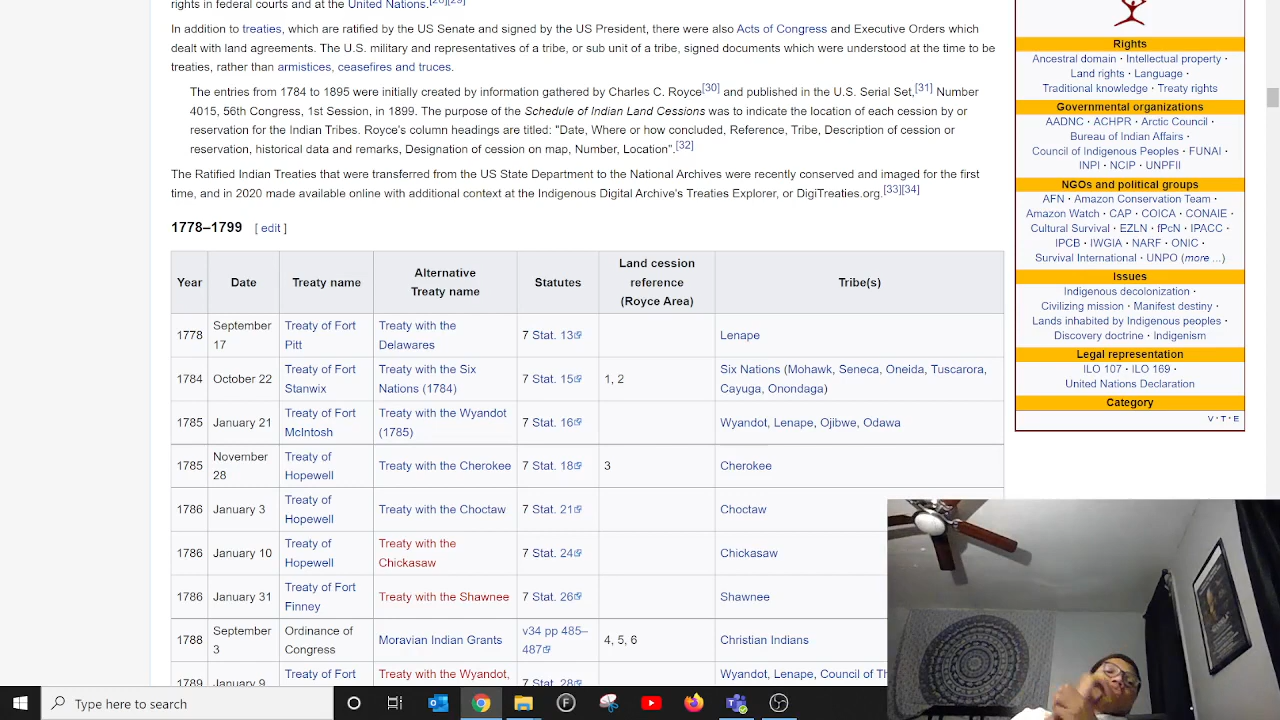 rights in federal courts and at the United Nations.[28][29]
In addition to treaties, which are ratified by the US Senate and signed by the US President, there were also Acts of Congress and Executive Orders which
dealt with land agreements. The U.S. military and representatives of a tribe, or sub unit of a tribe, signed documents which were understood at the time to be
treaties, rather than armistices, ceasefires and truces.
The entries from 1784 to 1895 were initially created by information gathered by Charles C. Royce[30] and published in the U.S. Serial Set,[31] Number
4015, 56th Congress, 1st Session, in 1899. The purpose of the Schedule of Indian Land Cessions was to indicate the location of each cession by or
reservation for the Indian Tribes. Royce's column headings are titled: "Date, Where or how concluded, Reference, Tribe, Description of cession or
reservation, historical data and remarks, Designation of cession on map, Number, Location".[32]
The Ratified Indian Treaties that were transferred from the US State Department to the National Archives were recently conserved and imaged for the first
time, and in 2020 made available online with additional context at the Indigenous Digital Archive's Treaties Explorer, or DigiTreaties.org.[33][34]
1778–1799 [ edit ]
Year Date Treaty name Alternative Treaty name Statutes Land cession reference (Royce Area) Tribe(s)
1778 September 17 Treaty of Fort Pitt Treaty with the Delawares 7 Stat. 13 Lenape
1784 October 22 Treaty of Fort Stanwix Treaty with the Six Nations (1784) 7 Stat. 15 1, 2 Six Nations (Mohawk, Seneca, Oneida, Tuscarora, Cayuga, Onondaga)
1785 January 21 Treaty of Fort McIntosh Treaty with the Wyandot (1785) 7 Stat. 16 Wyandot, Lenape, Ojibwe, Odawa
1785 November 28 Treaty of Hopewell Treaty with the Cherokee 7 Stat. 18 3 Cherokee
1786 January 3 Treaty of Hopewell Treaty with the Choctaw 7 Stat. 21 Choctaw
1786 January 10 Treaty of Hopewell Treaty with the Chickasaw 7 Stat. 24 Chickasaw
1786 January 31 Treaty of Fort Finney Treaty with the Shawnee 7 Stat. 26 Shawnee
1788 September 3 Ordinance of Congress Moravian Indian Grants v34 pp 485–487 4, 5, 6 Christian Indians
1789 January 9 Treaty of Fort Treaty with the Wyandot, 7 Stat. 28 Wyandot, Lenape, Council of
Rights
Ancestral domain · Intellectual property ·
Land rights · Language ·
Traditional knowledge · Treaty rights
Governmental organizations
AADNC · ACHPR · Arctic Council ·
Bureau of Indian Affairs ·
Council of Indigenous Peoples · FUNAI ·
INPI · NCIP · UNPFII
NGOs and political groups
AFN · Amazon Conservation Team ·
Amazon Watch · CAP · COICA · CONAIE ·
Cultural Survival · EZLN · fPcN · IPACC ·
IPCB · IWGIA · NARF · ONIC ·
Survival International · UNPO (more ...)
Issues
Indigenous decolonization ·
Civilizing mission · Manifest destiny ·
Lands inhabited by Indigenous peoples ·
Discovery doctrine · Indigenism
Legal representation
ILO 107 · ILO 169 ·
United Nations Declaration
Category
V · T · E
Type here to search